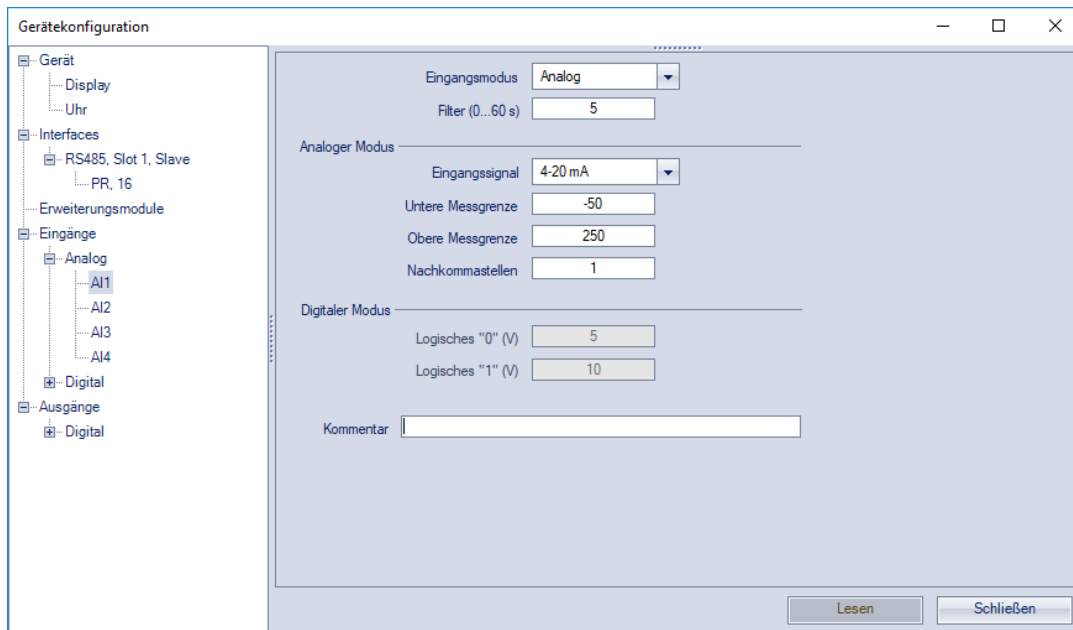 Gerätekonfiguration
Gerät
Display
Uhr
Interfaces
RS485, Slot 1, Slave
PR, 16
Erweiterungsmodule
Eingänge
Analog
AI1
AI2
AI3
AI4
Digital
Ausgänge
Digital
Eingangsmodus Analog
Filter (0...60 s) 5
Analoger Modus
Eingangssignal 4-20 mA
Untere Messgrenze -50
Obere Messgrenze 250
Nachkommastellen 1
Digitaler Modus
Logisches "0" (V) 5
Logisches "1" (V) 10
Kommentar
Lesen Schließen